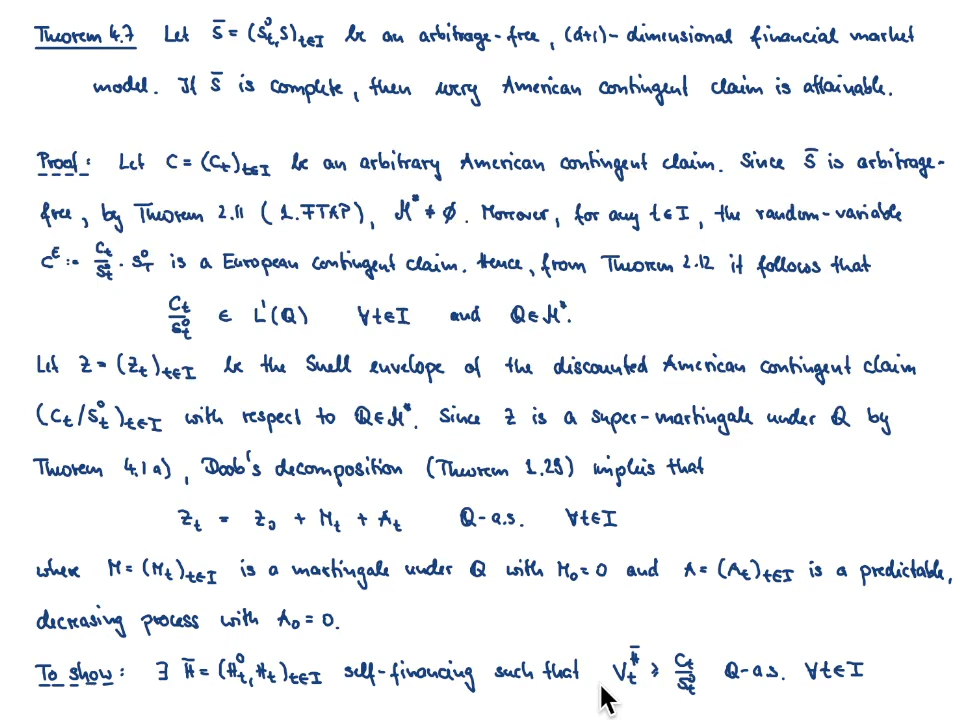 Theorem 4.7 Let S̄ = (S⁰ₜ, S)ₜ∈I be an arbitrage-free, (d+1)-dimensional financial market
model. If S̄ is complete, then every American contingent claim is attainable.
Proof: Let C = (Cₜ)ₜ∈I be an arbitrary American contingent claim. Since S̄ is arbitrage-
free, by Theorem 2.11 (1. FTAP), M* ≠ ∅. Moreover, for any t∈I, the random-variable
C^E := Cₜ/S⁰ₜ · S⁰_T is a European contingent claim. Hence, from Theorem 2.12 it follows that
Cₜ/S⁰ₜ ∈ L¹(Q) ∀t∈I and Q∈M*.
Let Z = (Zₜ)ₜ∈I be the Snell envelope of the discounted American contingent claim
(Cₜ/S⁰ₜ)ₜ∈I with respect to Q∈M*. Since Z is a super-martingale under Q by
Theorem 4.1 a), Doob's decomposition (Theorem 1.29) implies that
Zₜ = Z₀ + Mₜ + Aₜ Q-a.s. ∀t∈I
where M = (Mₜ)ₜ∈I is a martingale under Q with M₀ = 0 and A = (Aₜ)ₜ∈I is a predictable,
decreasing process with A₀ = 0.
To show: ∃ H̄ = (H⁰ₜ, Hₜ)ₜ∈I self-financing such that Vₜ^H̄ ≥ Cₜ/S⁰ₜ Q-a.s. ∀t∈I